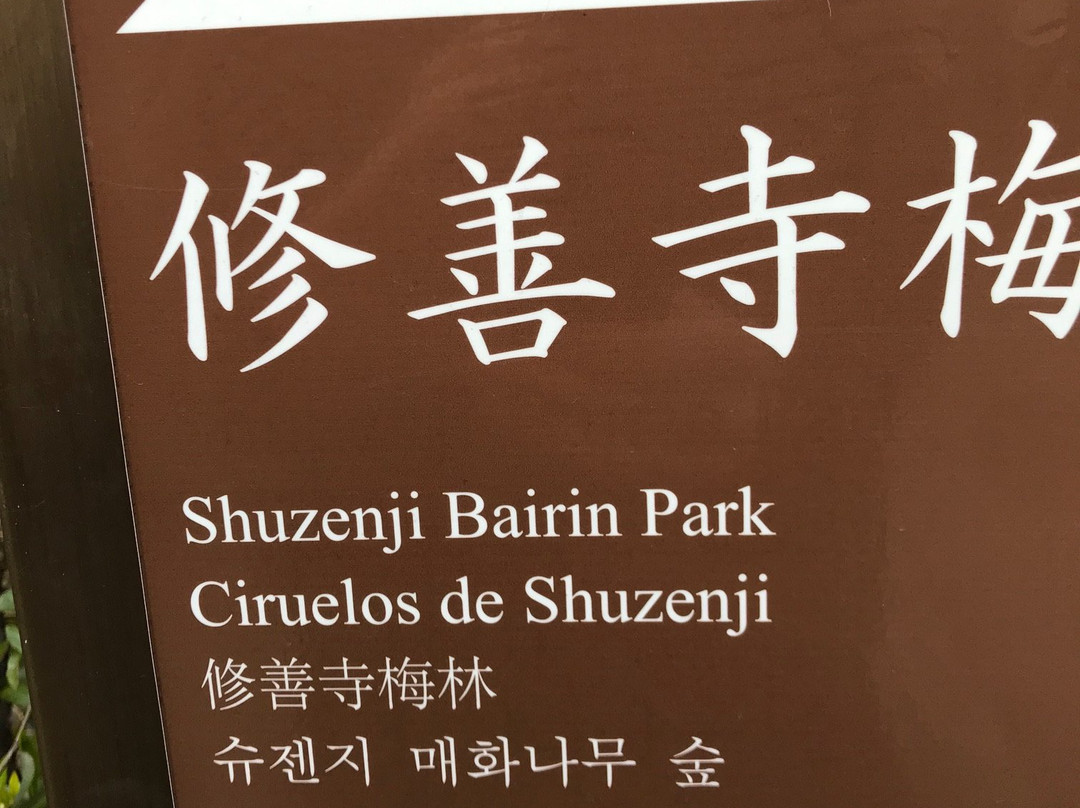 修善寺梅
Shuzenji Bairin Park
Ciruelos de Shuzenji
修善寺梅林
슈젠지 매화나무 숲